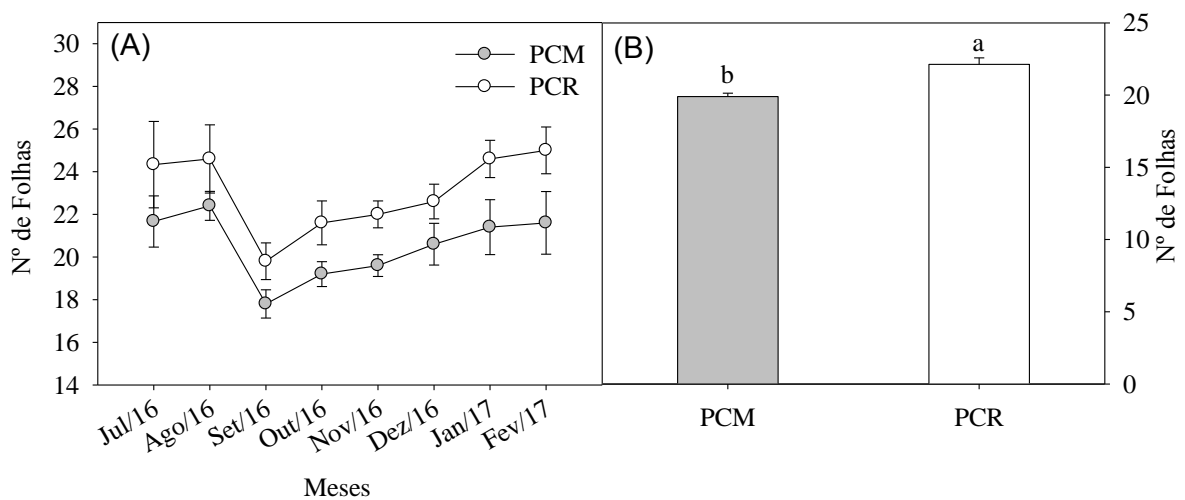 (A)
PCM
PCR
Nº de Folhas
30
28
26
24
22
20
18
16
14
Jul/16
Ago/16
Set/16
Out/16
Nov/16
Dez/16
Jan/17
Fev/17
Meses
(B)
b
a
25
20
15
10
5
0
Nº de Folhas
PCM
PCR